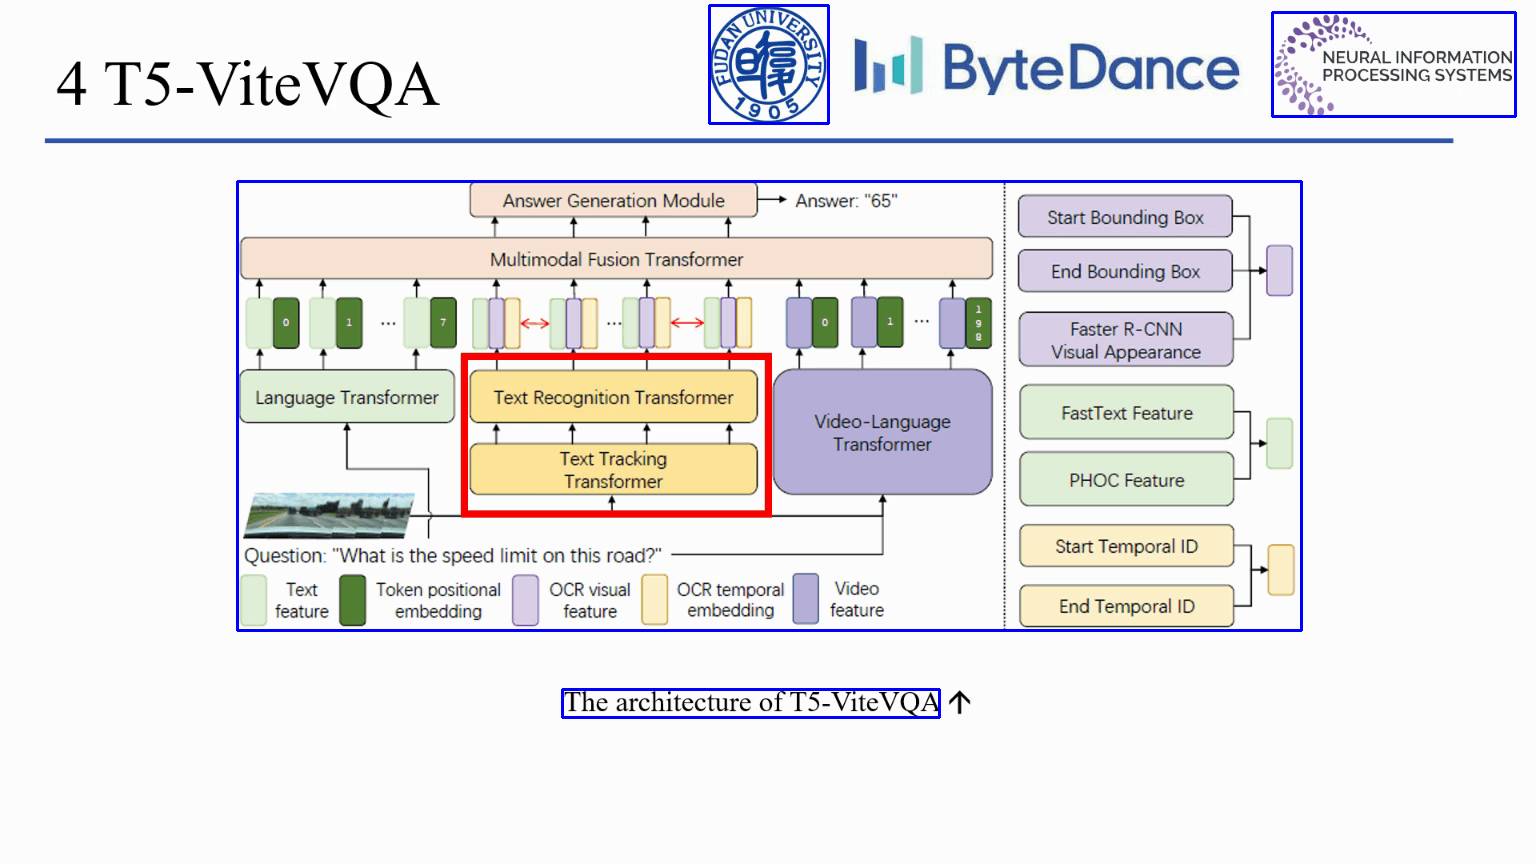 4 T5-ViteVQA
FUDAN UNIVERSITY
1905
ByteDance
NEURAL INFORMATION
PROCESSING SYSTEMS
Answer Generation Module
Answer: "65"
Multimodal Fusion Transformer
0
1
...
7
...
0
1
...
198
Language Transformer
Text Recognition Transformer
Text Tracking
Transformer
Video-Language
Transformer
Question: "What is the speed limit on this road?"
Text
feature
Token positional
embedding
OCR visual
feature
OCR temporal
embedding
Video
feature
Start Bounding Box
End Bounding Box
Faster R-CNN
Visual Appearance
FastText Feature
PHOC Feature
Start Temporal ID
End Temporal ID
The architecture of T5-ViteVQA ↑